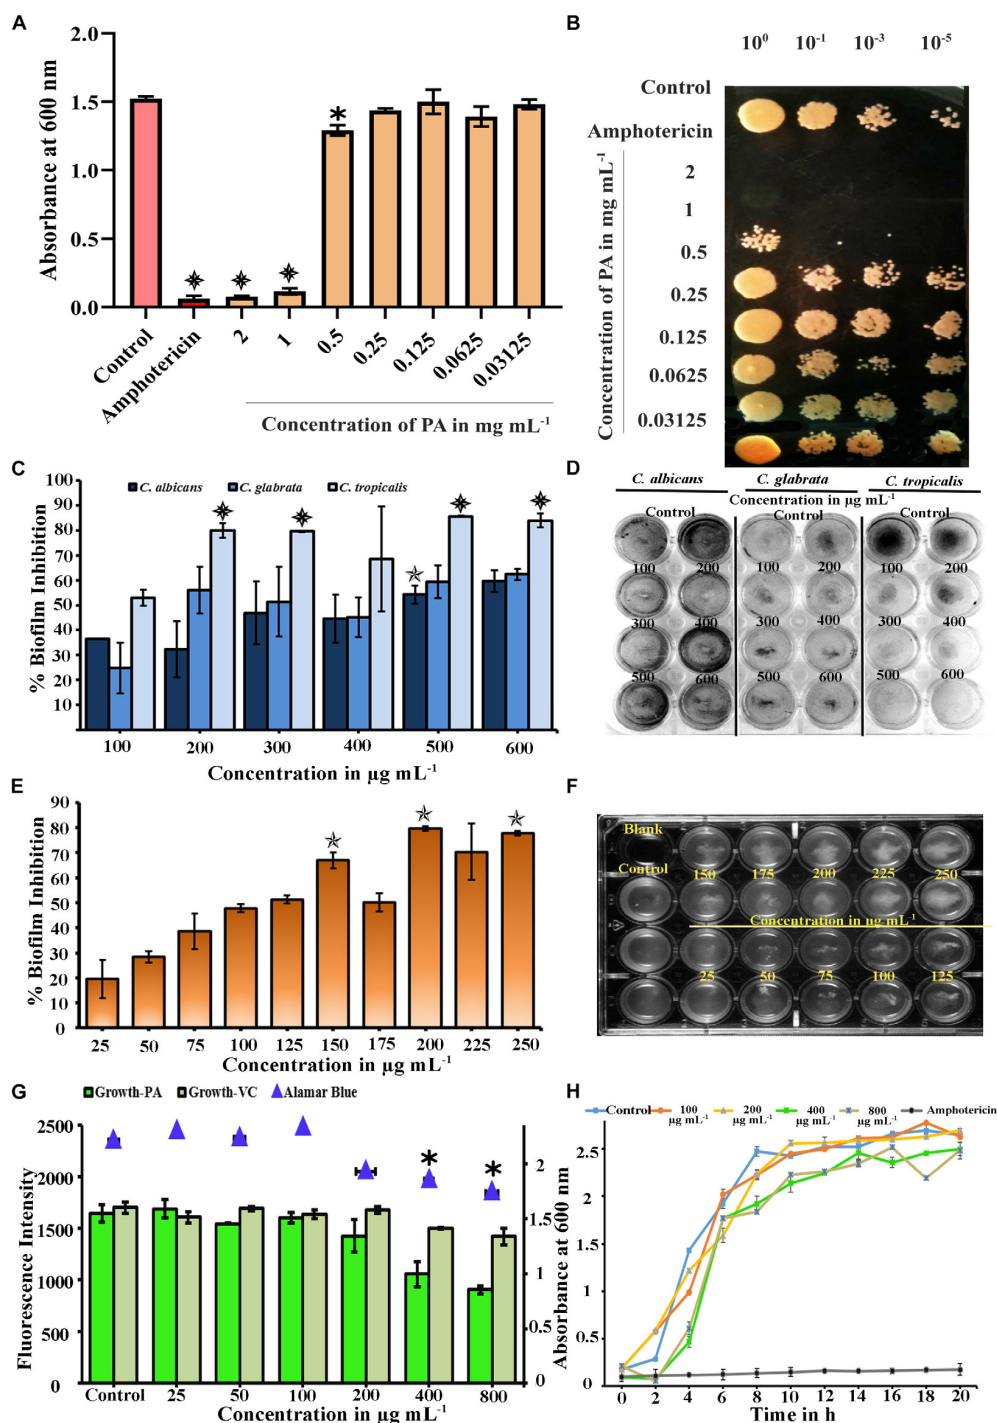 A
Absorbance at 600 nm
2.0
1.5
1.0
0.5
0.0
Control
Amphotericin
2
1
0.5
0.25
0.125
0.0625
0.03125
Concentration of PA in mg mL-1
B
10^0 10^-1 10^-3 10^-5
Control
Amphotericin
Concentration of PA in mg mL-1
2
1
0.5
0.25
0.125
0.0625
0.03125
C
C. albicans C. glabrata C. tropicalis
% Biofilm Inhibition
100
90
80
70
60
50
40
30
20
10
100 200 300 400 500 600
Concentration in µg mL-1
D
C. albicans C. glabrata C. tropicalis
Concentration in µg mL-1
Control Control Control
100 200 100 200 100 200
300 400 300 400 300 400
500 600 500 600 500 600
E
% Biofilm Inhibition
90
80
70
60
50
40
30
20
10
0
25 50 75 100 125 150 175 200 225 250
Concentration in µg mL-1
F
Blank
Control 150 175 200 225 250
Concentration in µg mL-1
25 50 75 100 125
G
Growth-PA Growth-VC Alamar Blue
Fluorescence Intensity
2500
2000
1500
1000
500
0
2
1.5
1
0.5
0
Absorbance at 600 nm
Control 25 50 100 200 400 800
Concentration in µg mL-1
H
Control 100 µg mL-1 200 µg mL-1 400 µg mL-1 800 µg mL-1 Amphotericin
2.5
2
1.5
1
0.5
0
0 2 4 6 8 10 12 14 16 18 20
Time in h